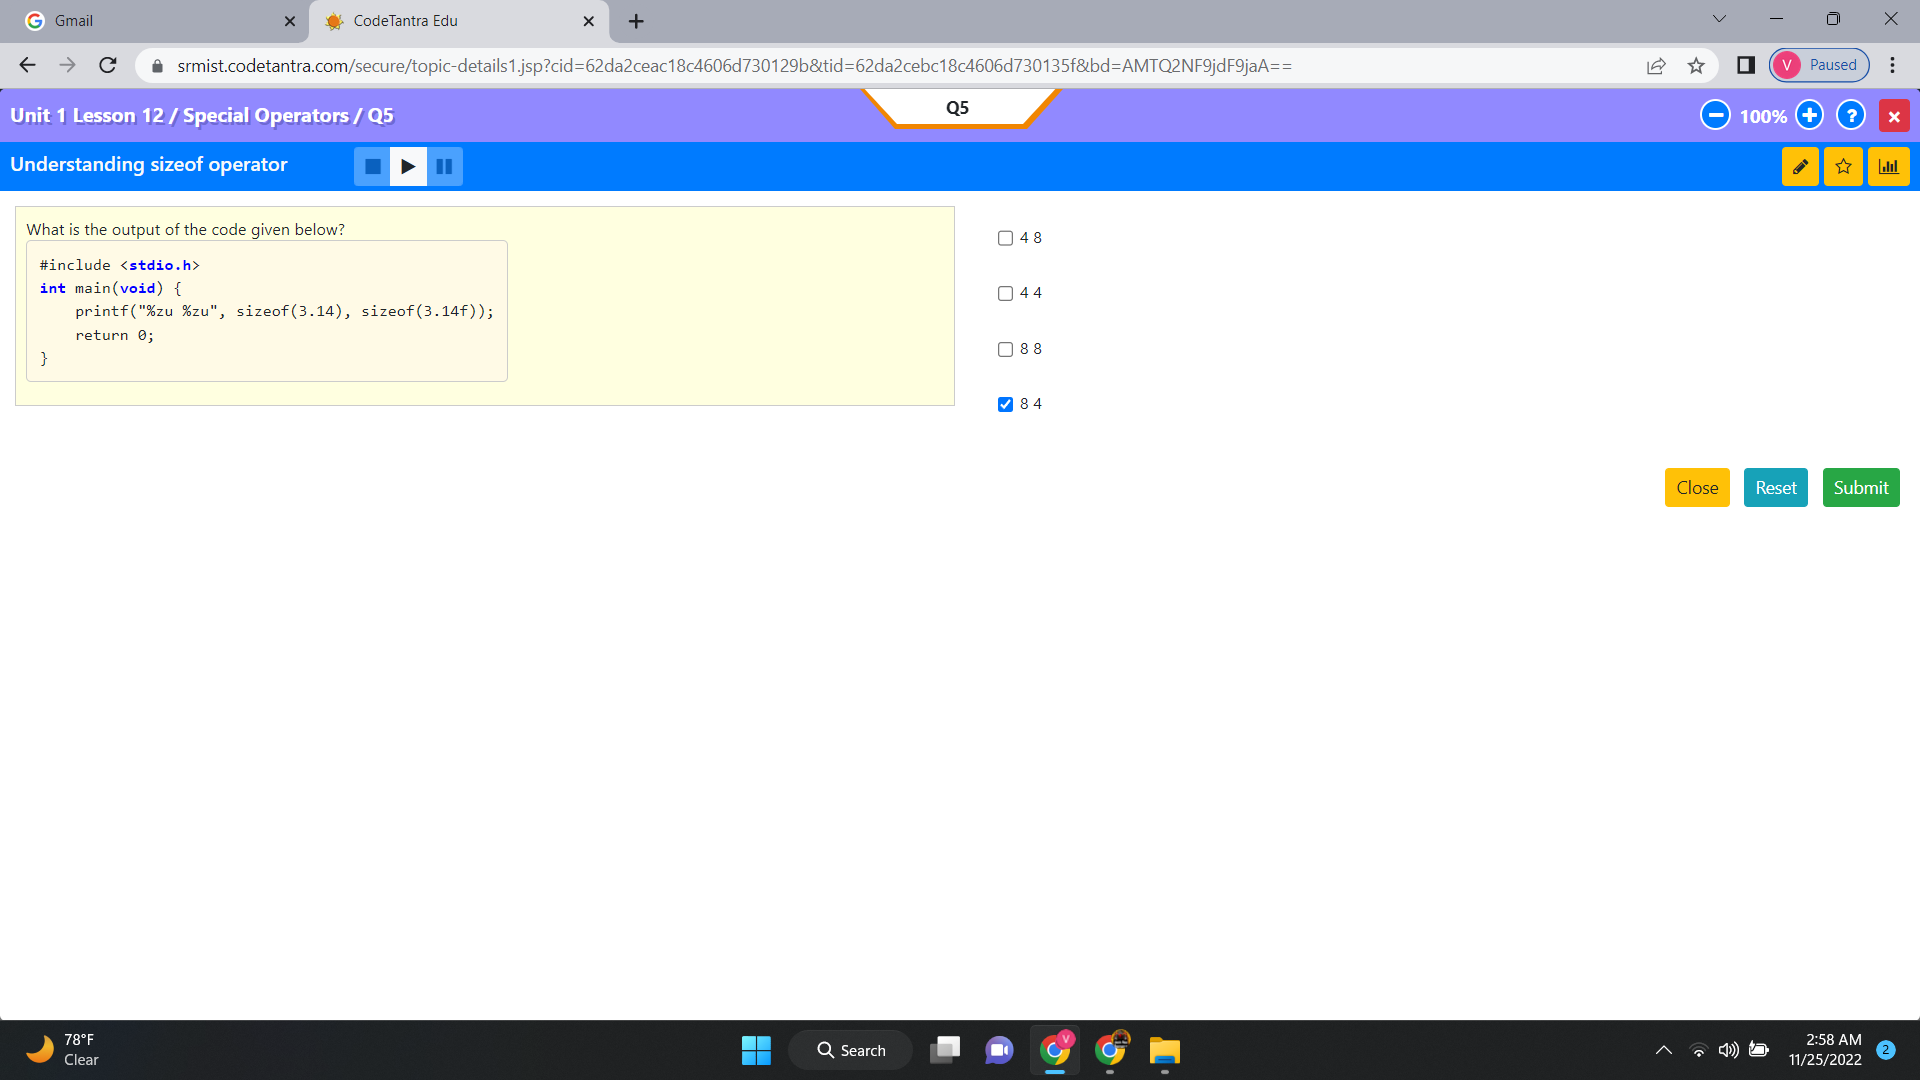 Gmail
CodeTantra Edu
srmist.codetantra.com/secure/topic-details1.jsp?cid=62da2ceac18c4606d730129b&tid=62da2cebc18c4606d730135f&bd=AMTQ2NF9jdF9jaA==
V Paused
Unit 1 Lesson 12 / Special Operators / Q5
Q5
100%
?
Understanding sizeof operator
What is the output of the code given below?
#include <stdio.h>
int main(void) {
    printf("%zu %zu", sizeof(3.14), sizeof(3.14f));
    return 0;
}
4 8
4 4
8 8
8 4
Close
Reset
Submit
78°F
Clear
Search
V
2:58 AM
11/25/2022
2